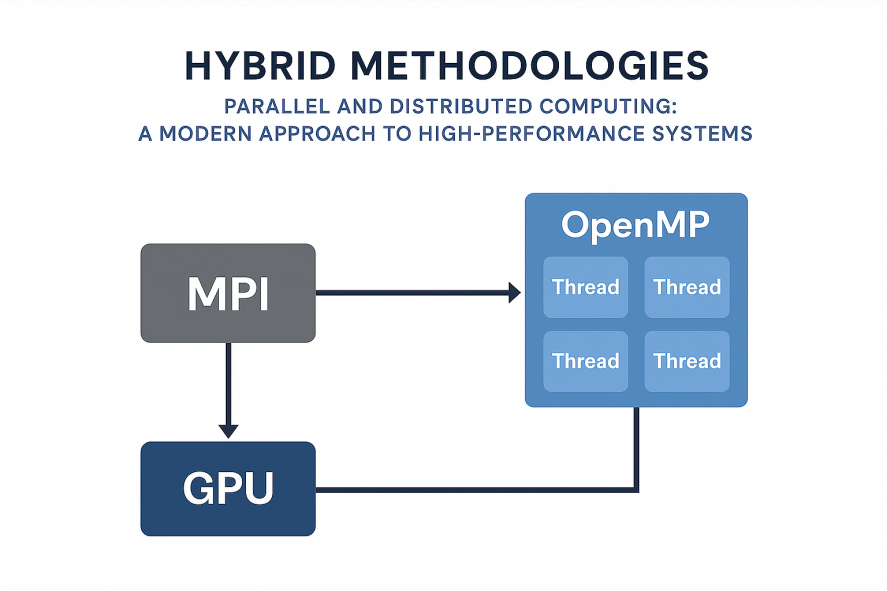 HYBRID METHODOLOGIES
PARALLEL AND DISTRIBUTED COMPUTING:
A MODERN APPROACH TO HIGH-PERFORMANCE SYSTEMS
OpenMP
MPI
Thread Thread
Thread Thread
GPU